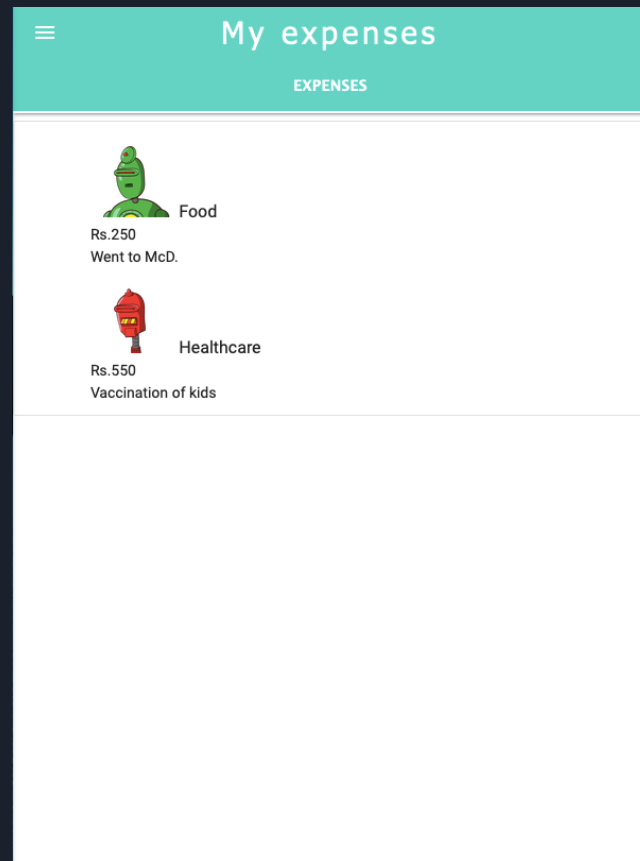 My expenses
EXPENSES
Food
Rs.250
Went to McD.
Healthcare
Rs.550
Vaccination of kids